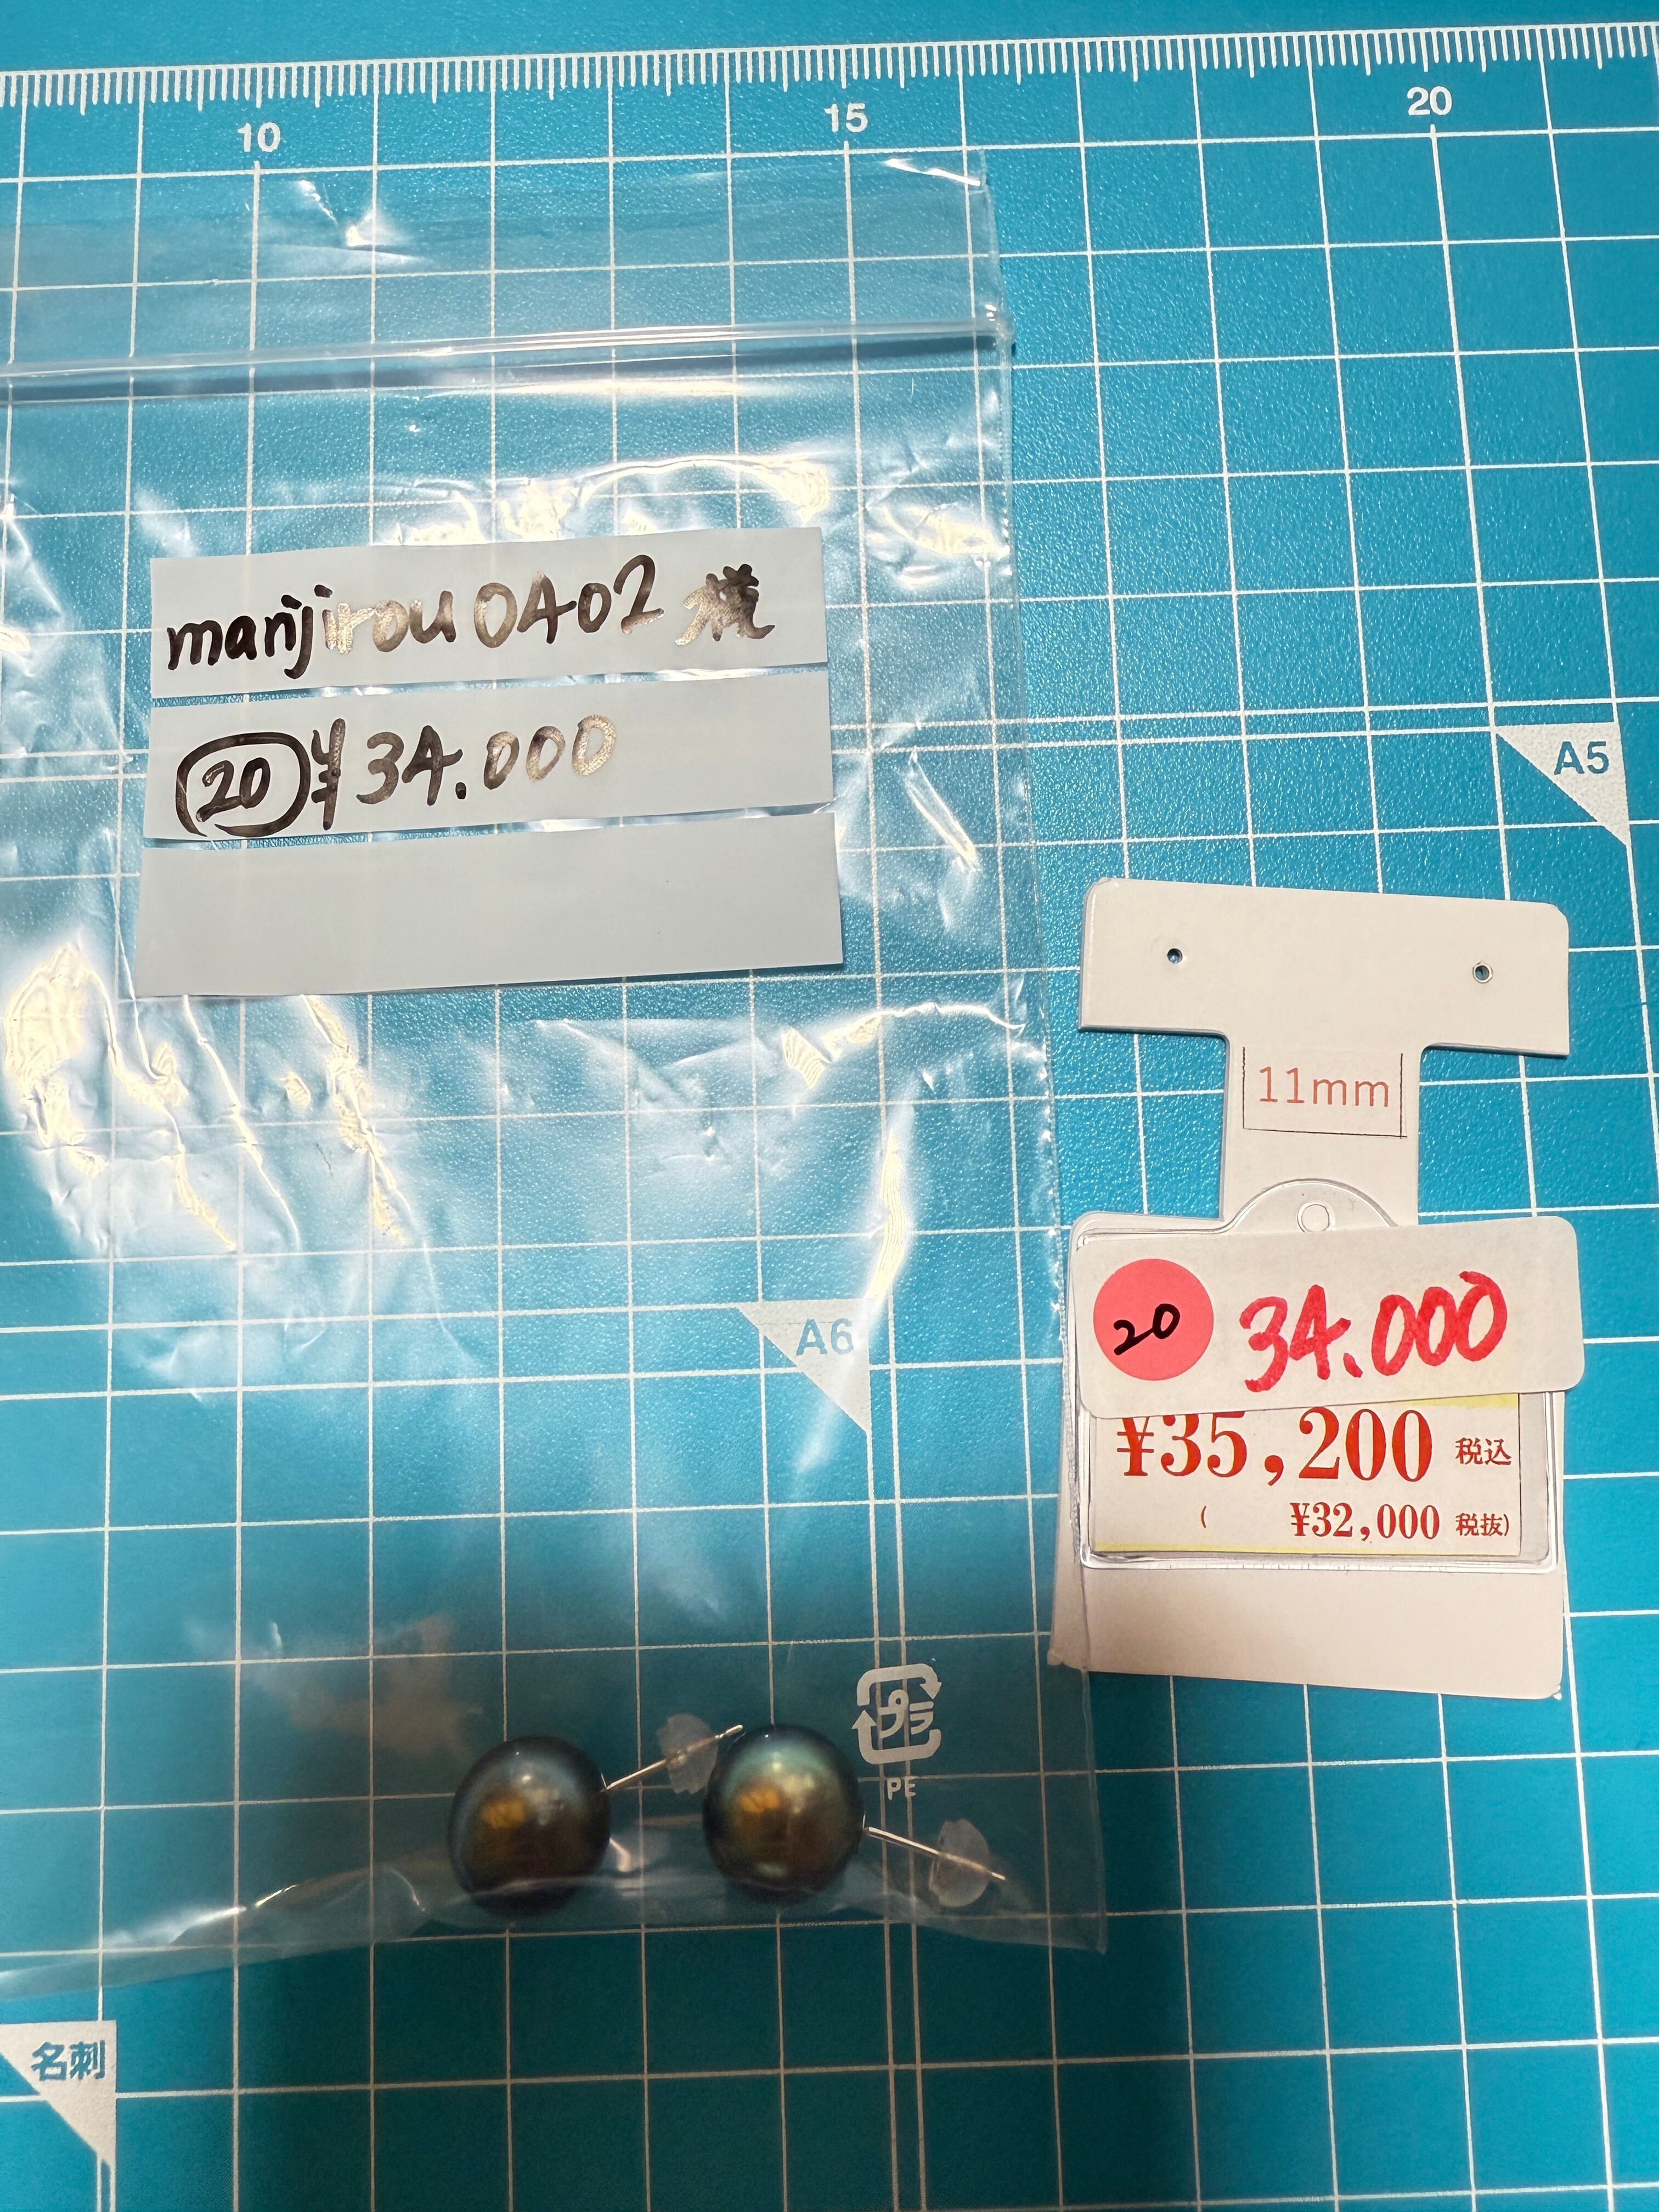 10 15 20
manjirou0402 様
⑳ ¥34.000
A5
11mm
20 34.000
A6
¥35,200 税込
( ¥32,000 税抜)
プラ
PE
名刺